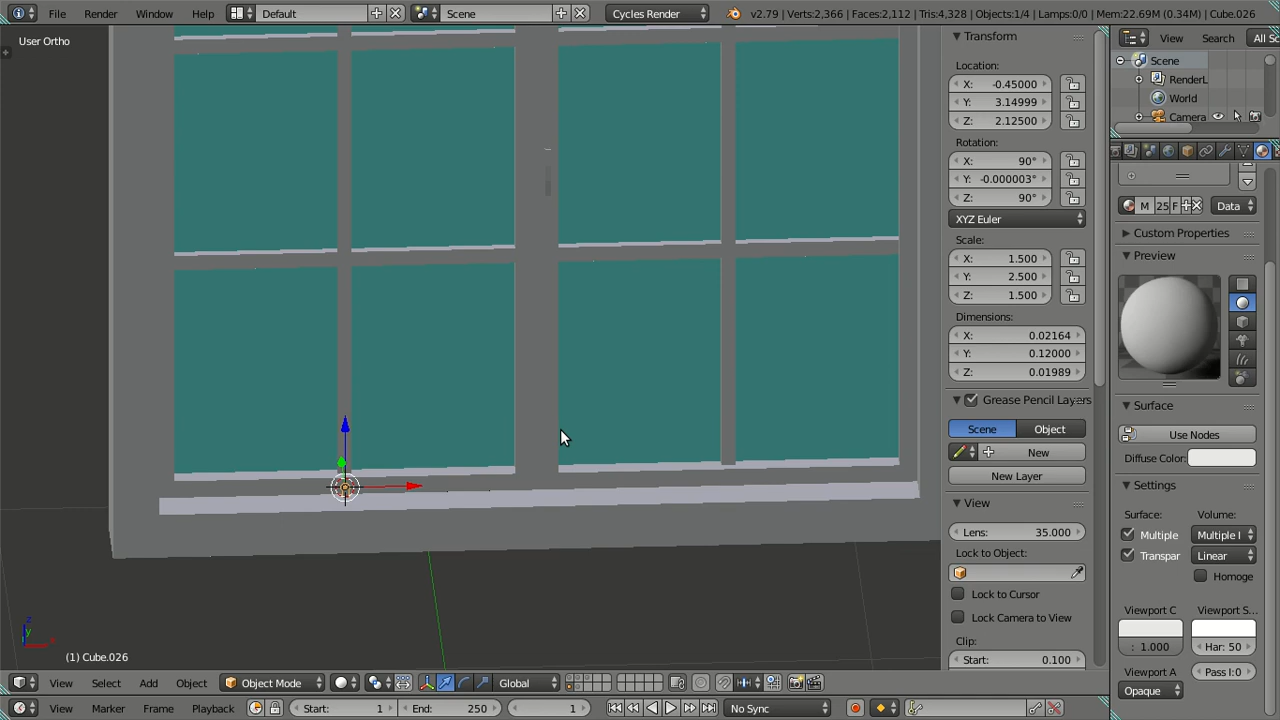 File Render Window Help Default Scene Cycles Render v2.79 | Verts:2,366 | Faces:2,112 | Tris:4,328 | Objects:1/4 | Lamps:0/0 | Mem:22.69M (0.34M) | Cube.026
User Ortho
Transform
Location:
X: -0.45000
Y: 3.14999
Z: 2.12500
Rotation:
X: 90°
Y: -0.000003°
Z: 90°
XYZ Euler
Scale:
X: 1.500
Y: 2.500
Z: 1.500
Dimensions:
X: 0.02164
Y: 0.12000
Z: 0.01989
Grease Pencil Layers
Scene Object
New
New Layer
View
Lens: 35.000
Lock to Object:
Lock to Cursor
Lock Camera to View
Clip:
Start: 0.100
View Search All Sc
Scene
RenderL
World
Camera
M 25 F Data
Custom Properties
Preview
Surface
Use Nodes
Diffuse Color:
Settings
Surface: Volume:
Multiple Multiple I
Transpar Linear
Homoge
Viewport C Viewport S...
: 1.000 Har: 50
Viewport A Pass I:0
Opaque
z
y
x
(1) Cube.026
View Select Add Object Object Mode Global
View Marker Frame Playback Start: 1 End: 250 1 No Sync